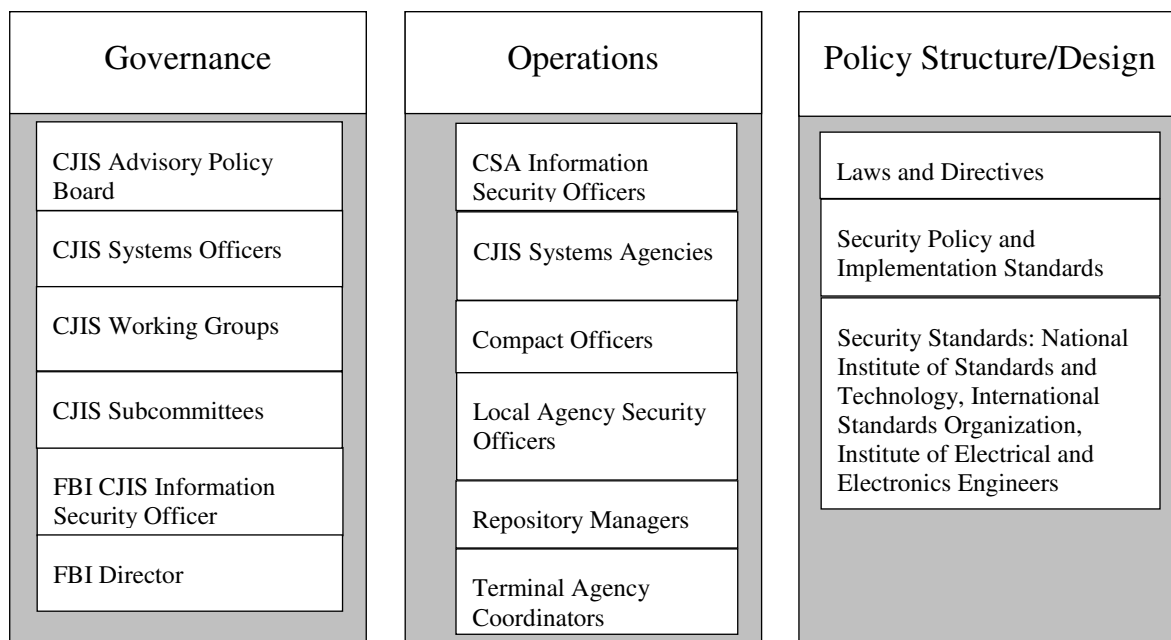 Governance
CJIS Advisory Policy
Board
CJIS Systems Officers
CJIS Working Groups
CJIS Subcommittees
FBI CJIS Information
Security Officer
FBI Director
Operations
CSA Information
Security Officers
CJIS Systems Agencies
Compact Officers
Local Agency Security
Officers
Repository Managers
Terminal Agency
Coordinators
Policy Structure/Design
Laws and Directives
Security Policy and
Implementation Standards
Security Standards: National
Institute of Standards and
Technology, International
Standards Organization,
Institute of Electrical and
Electronics Engineers